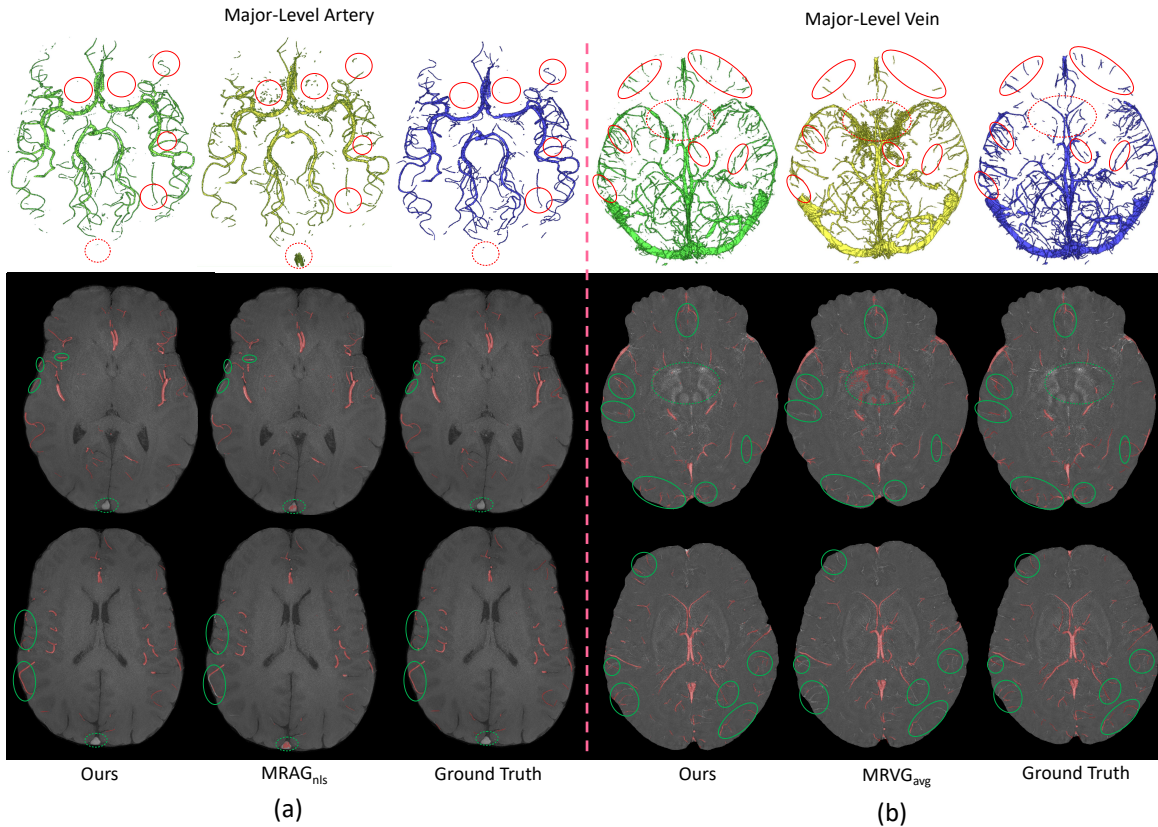 Major-Level Artery
Major-Level Vein
Ours
MRAGnls
Ground Truth
Ours
MRVGavg
Ground Truth
(a)
(b)